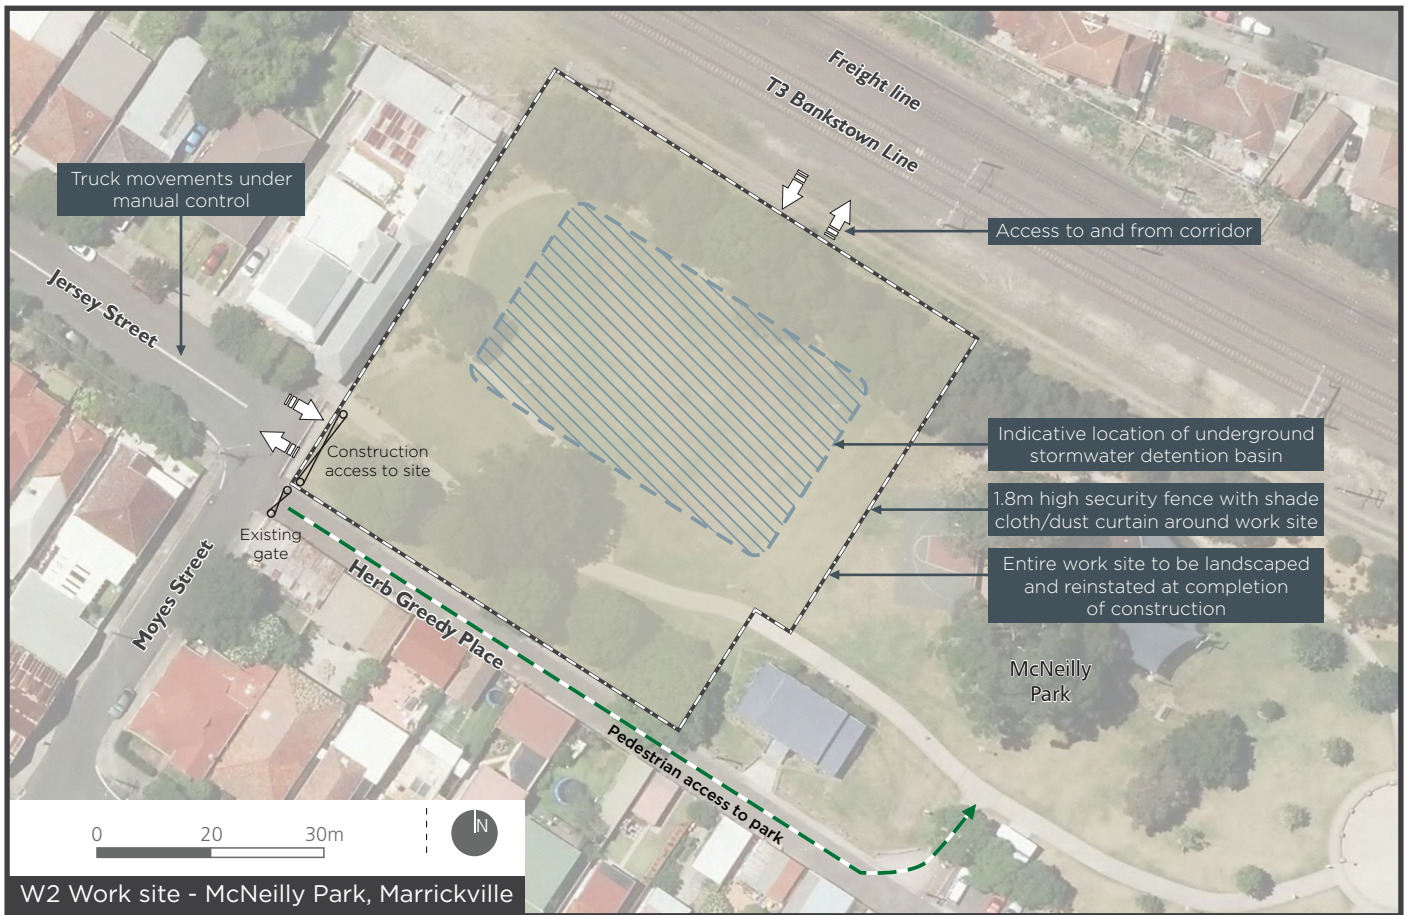 Freight line
T3 Bankstown Line
Truck movements under
manual control
Access to and from corridor
Jersey Street
Construction
access to site
Indicative location of underground
stormwater detention basin
1.8m high security fence with shade
cloth/dust curtain around work site
Existing
gate
Entire work site to be landscaped
and reinstated at completion
of construction
Moyes Street
Herb Greedy Place
McNeilly
Park
Pedestrian access to park
0 20 30m
N
W2 Work site - McNeilly Park, Marrickville